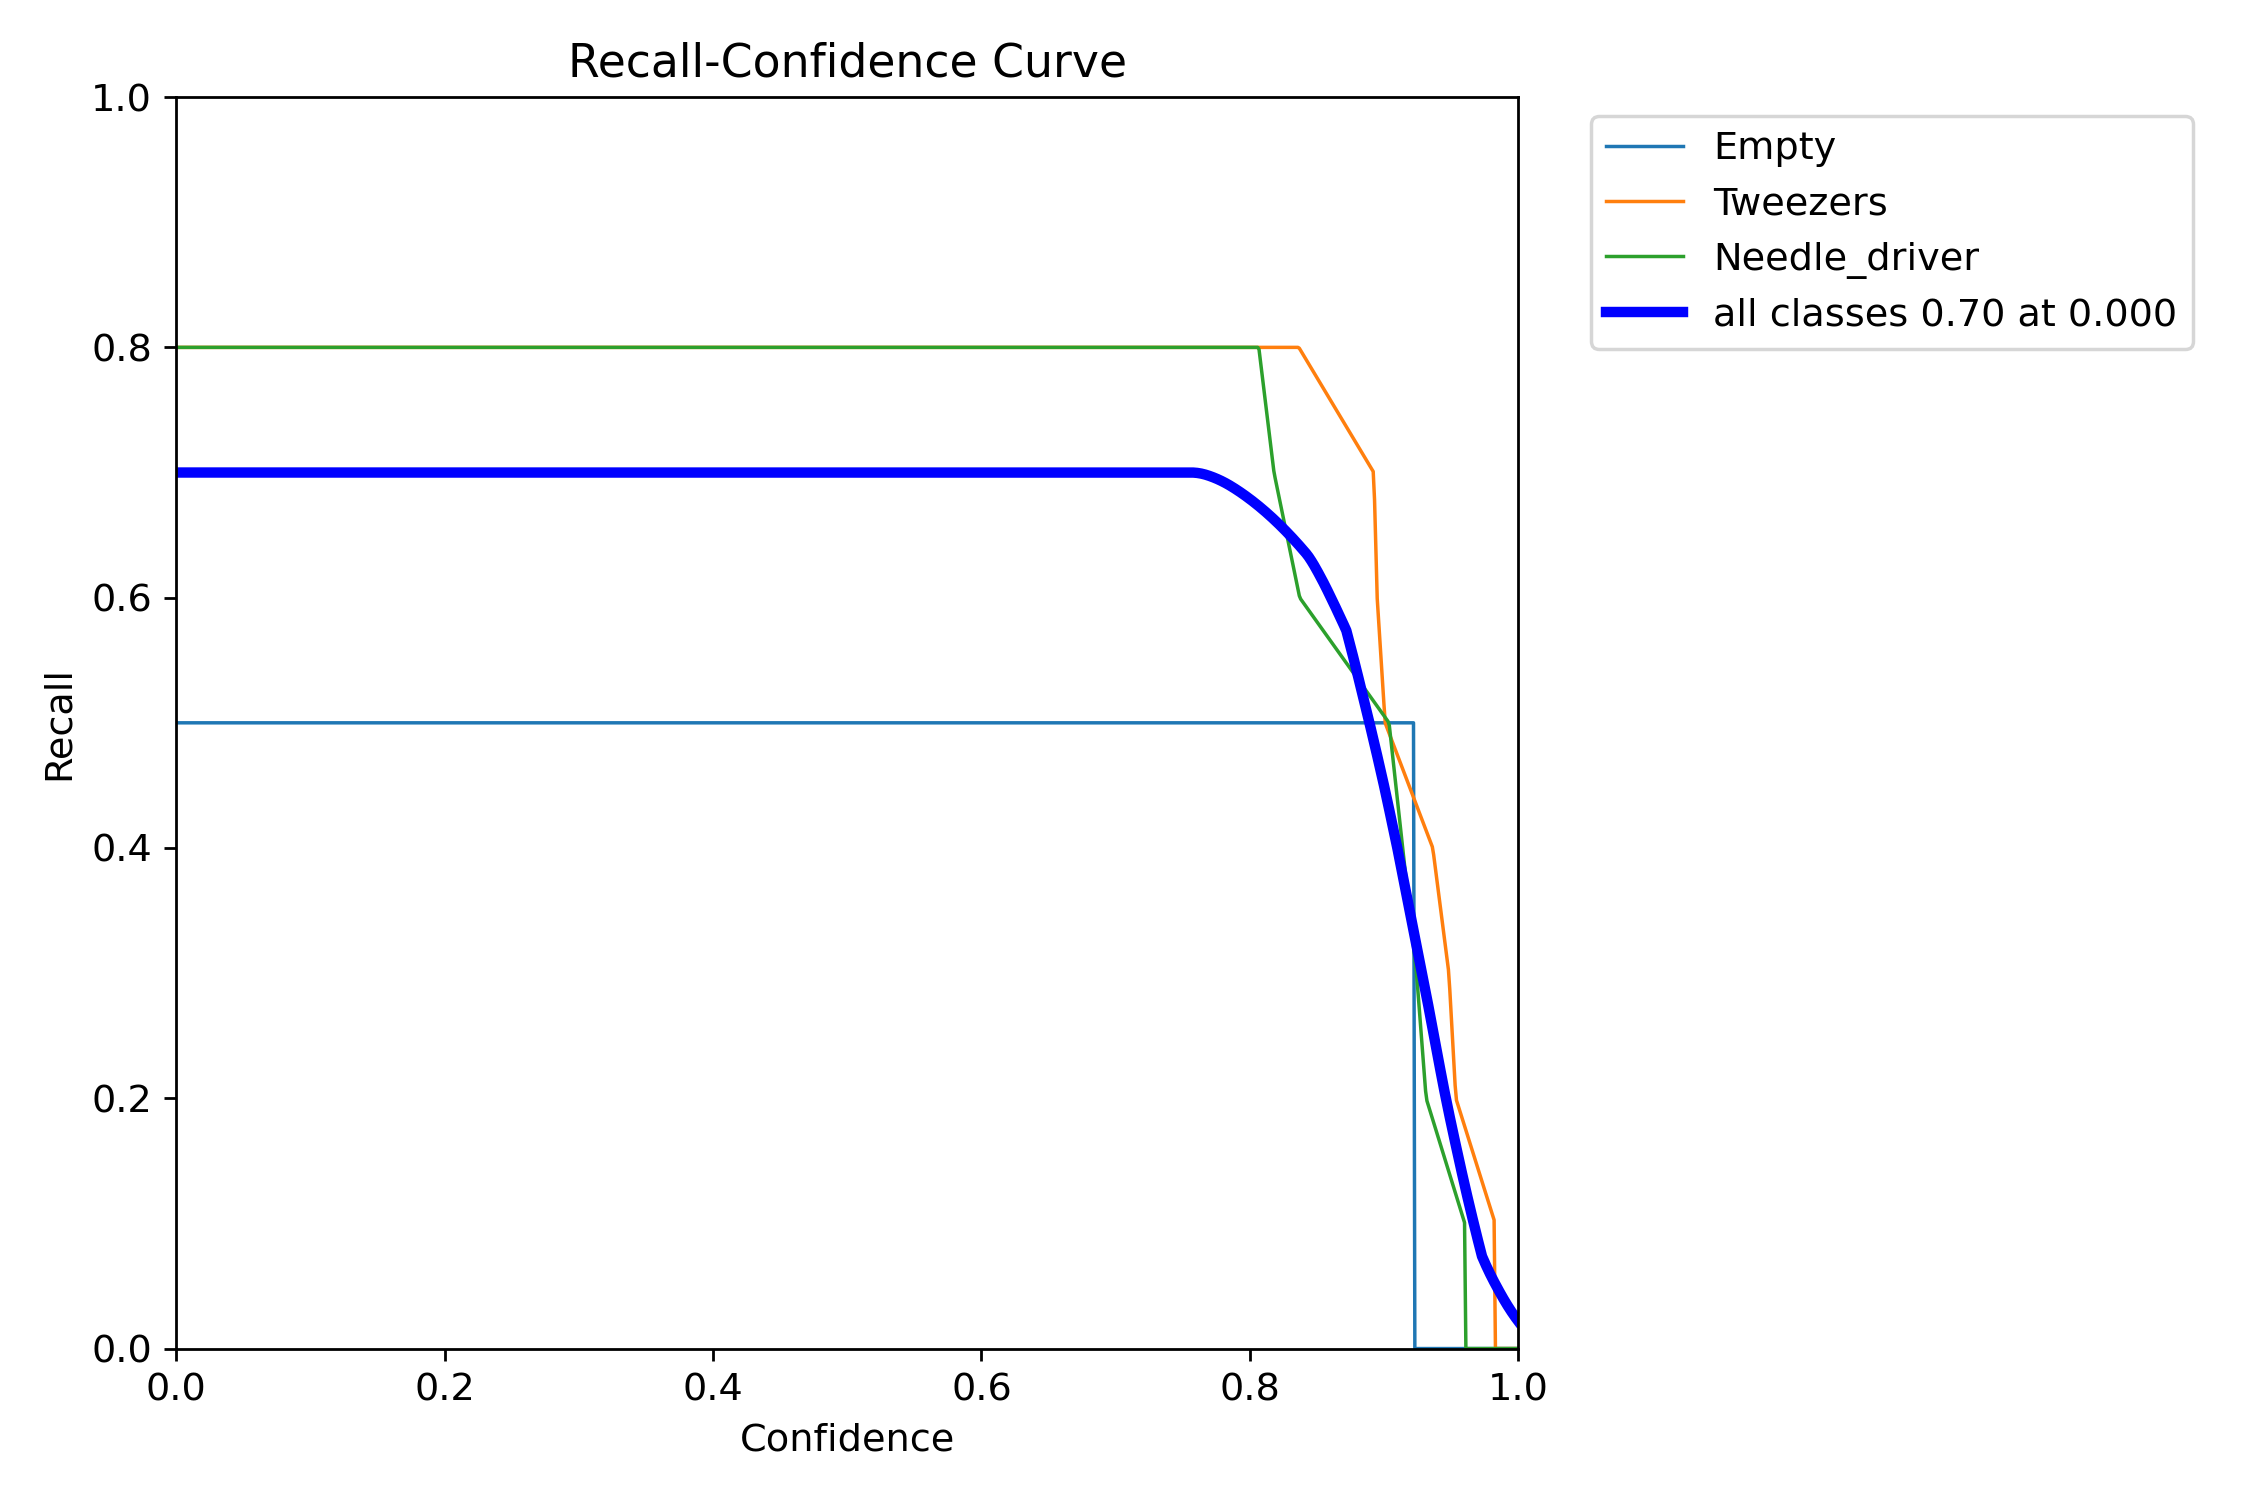 Recall-Confidence Curve
1.0
0.8
0.6
0.4
0.2
0.0
Recall
0.0 0.2 0.4 0.6 0.8 1.0
Confidence
Empty
Tweezers
Needle_driver
all classes 0.70 at 0.000